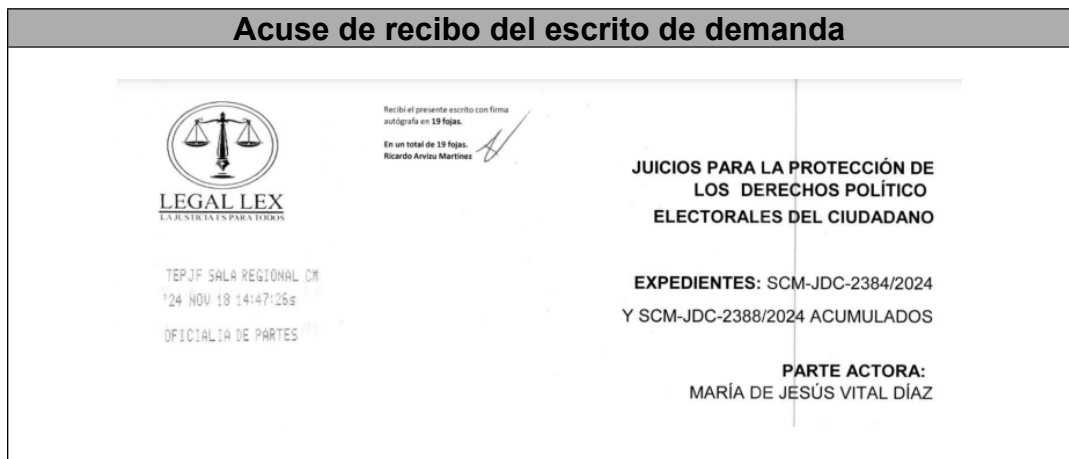 Acuse de recibo del escrito de demanda
LEGAL LEX
LA JUSTICIA ES PARA TODOS
Recibí el presente escrito con firma
autógrafa en 19 fojas.
En un total de 19 fojas.
Ricardo Arvizu Martínez
TEPJF SALA REGIONAL CM
'24 NOV 18 14:47:26s
OFICIALIA DE PARTES
JUICIOS PARA LA PROTECCIÓN DE
LOS DERECHOS POLÍTICO
ELECTORALES DEL CIUDADANO
EXPEDIENTES: SCM-JDC-2384/2024
Y SCM-JDC-2388/2024 ACUMULADOS
PARTE ACTORA:
MARÍA DE JESÚS VITAL DÍAZ